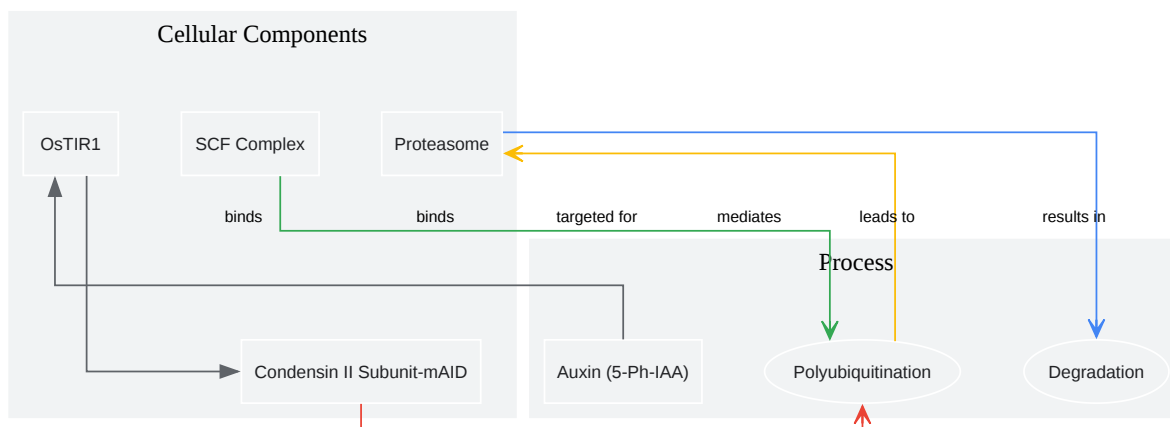 Cellular Components
OsTIR1
SCF Complex
Proteasome
binds
binds
targeted for
mediates
leads to
results in
Process
Condensin II Subunit-mAID
Auxin (5-Ph-IAA)
Polyubiquitination
Degradation